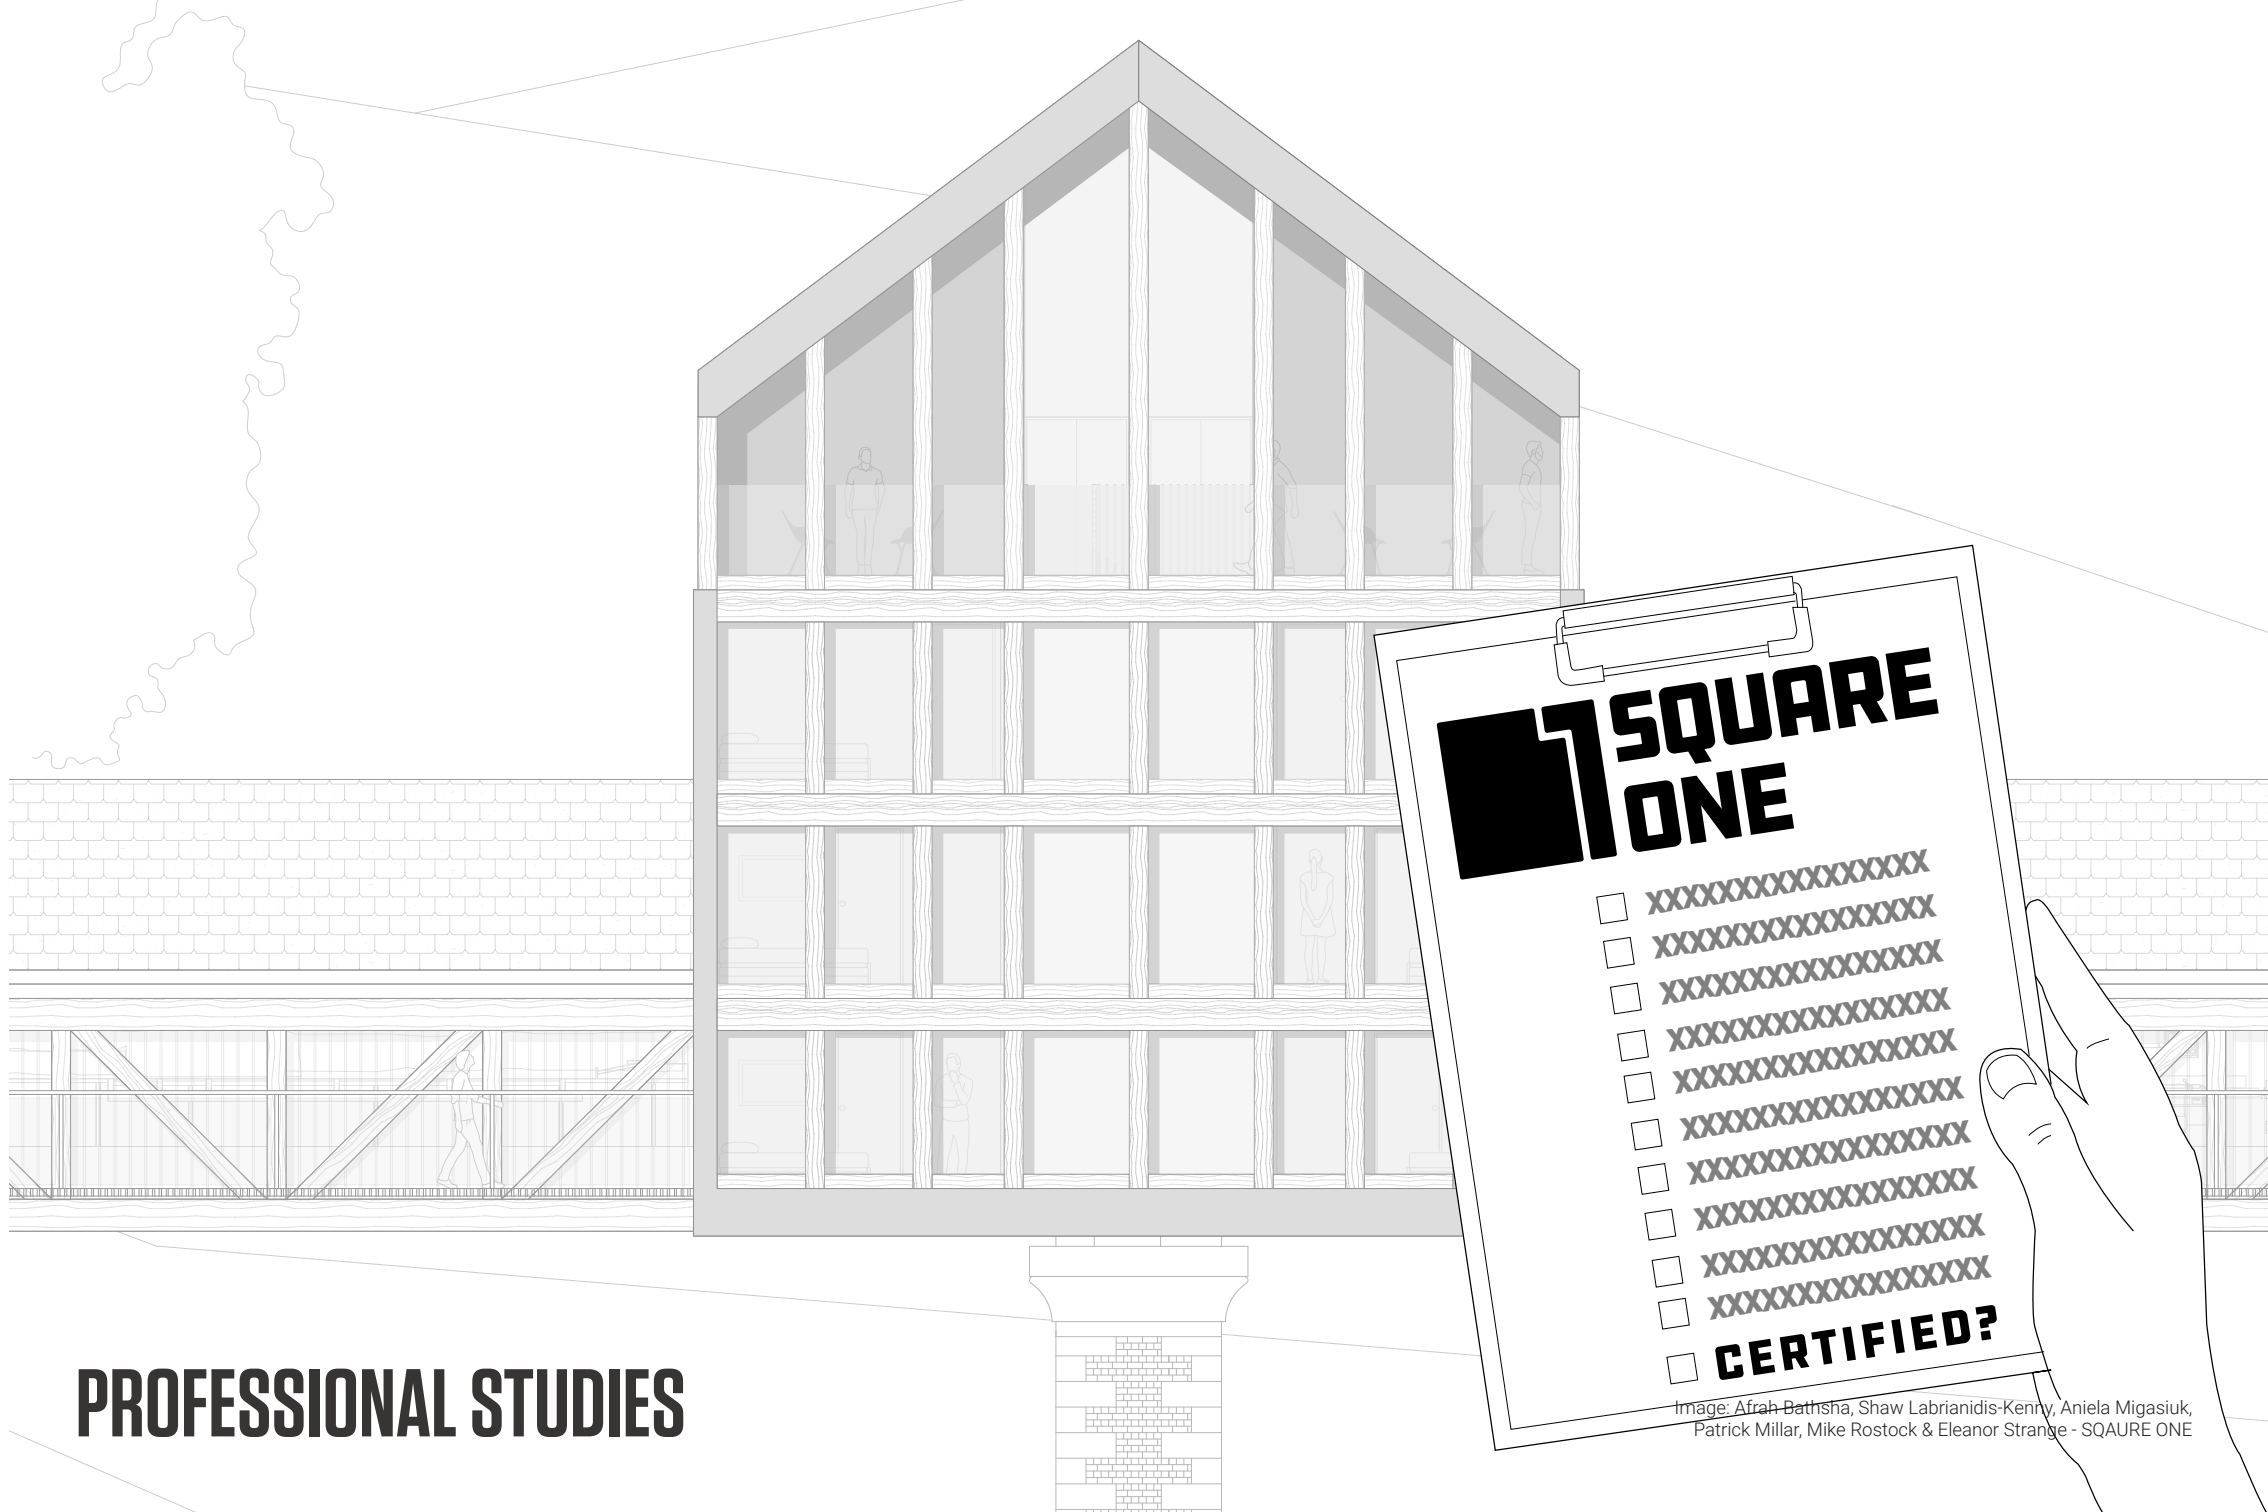 1 SQUARE
ONE
XXXXXXXXXXXXXXXX
XXXXXXXXXXXXXXXX
XXXXXXXXXXXXXXXX
XXXXXXXXXXXXXXXX
XXXXXXXXXXXXXXXX
XXXXXXXXXXXXXXXX
XXXXXXXXXXXXXXXX
XXXXXXXXXXXXXXXX
XXXXXXXXXXXXXXXX
XXXXXXXXXXXXXXXX
CERTIFIED?
PROFESSIONAL STUDIES
Image: Afrah Bathsha, Shaw Labrianidis-Kenny, Aniela Migasiuk,
Patrick Millar, Mike Rostock & Eleanor Strange - SQAURE ONE